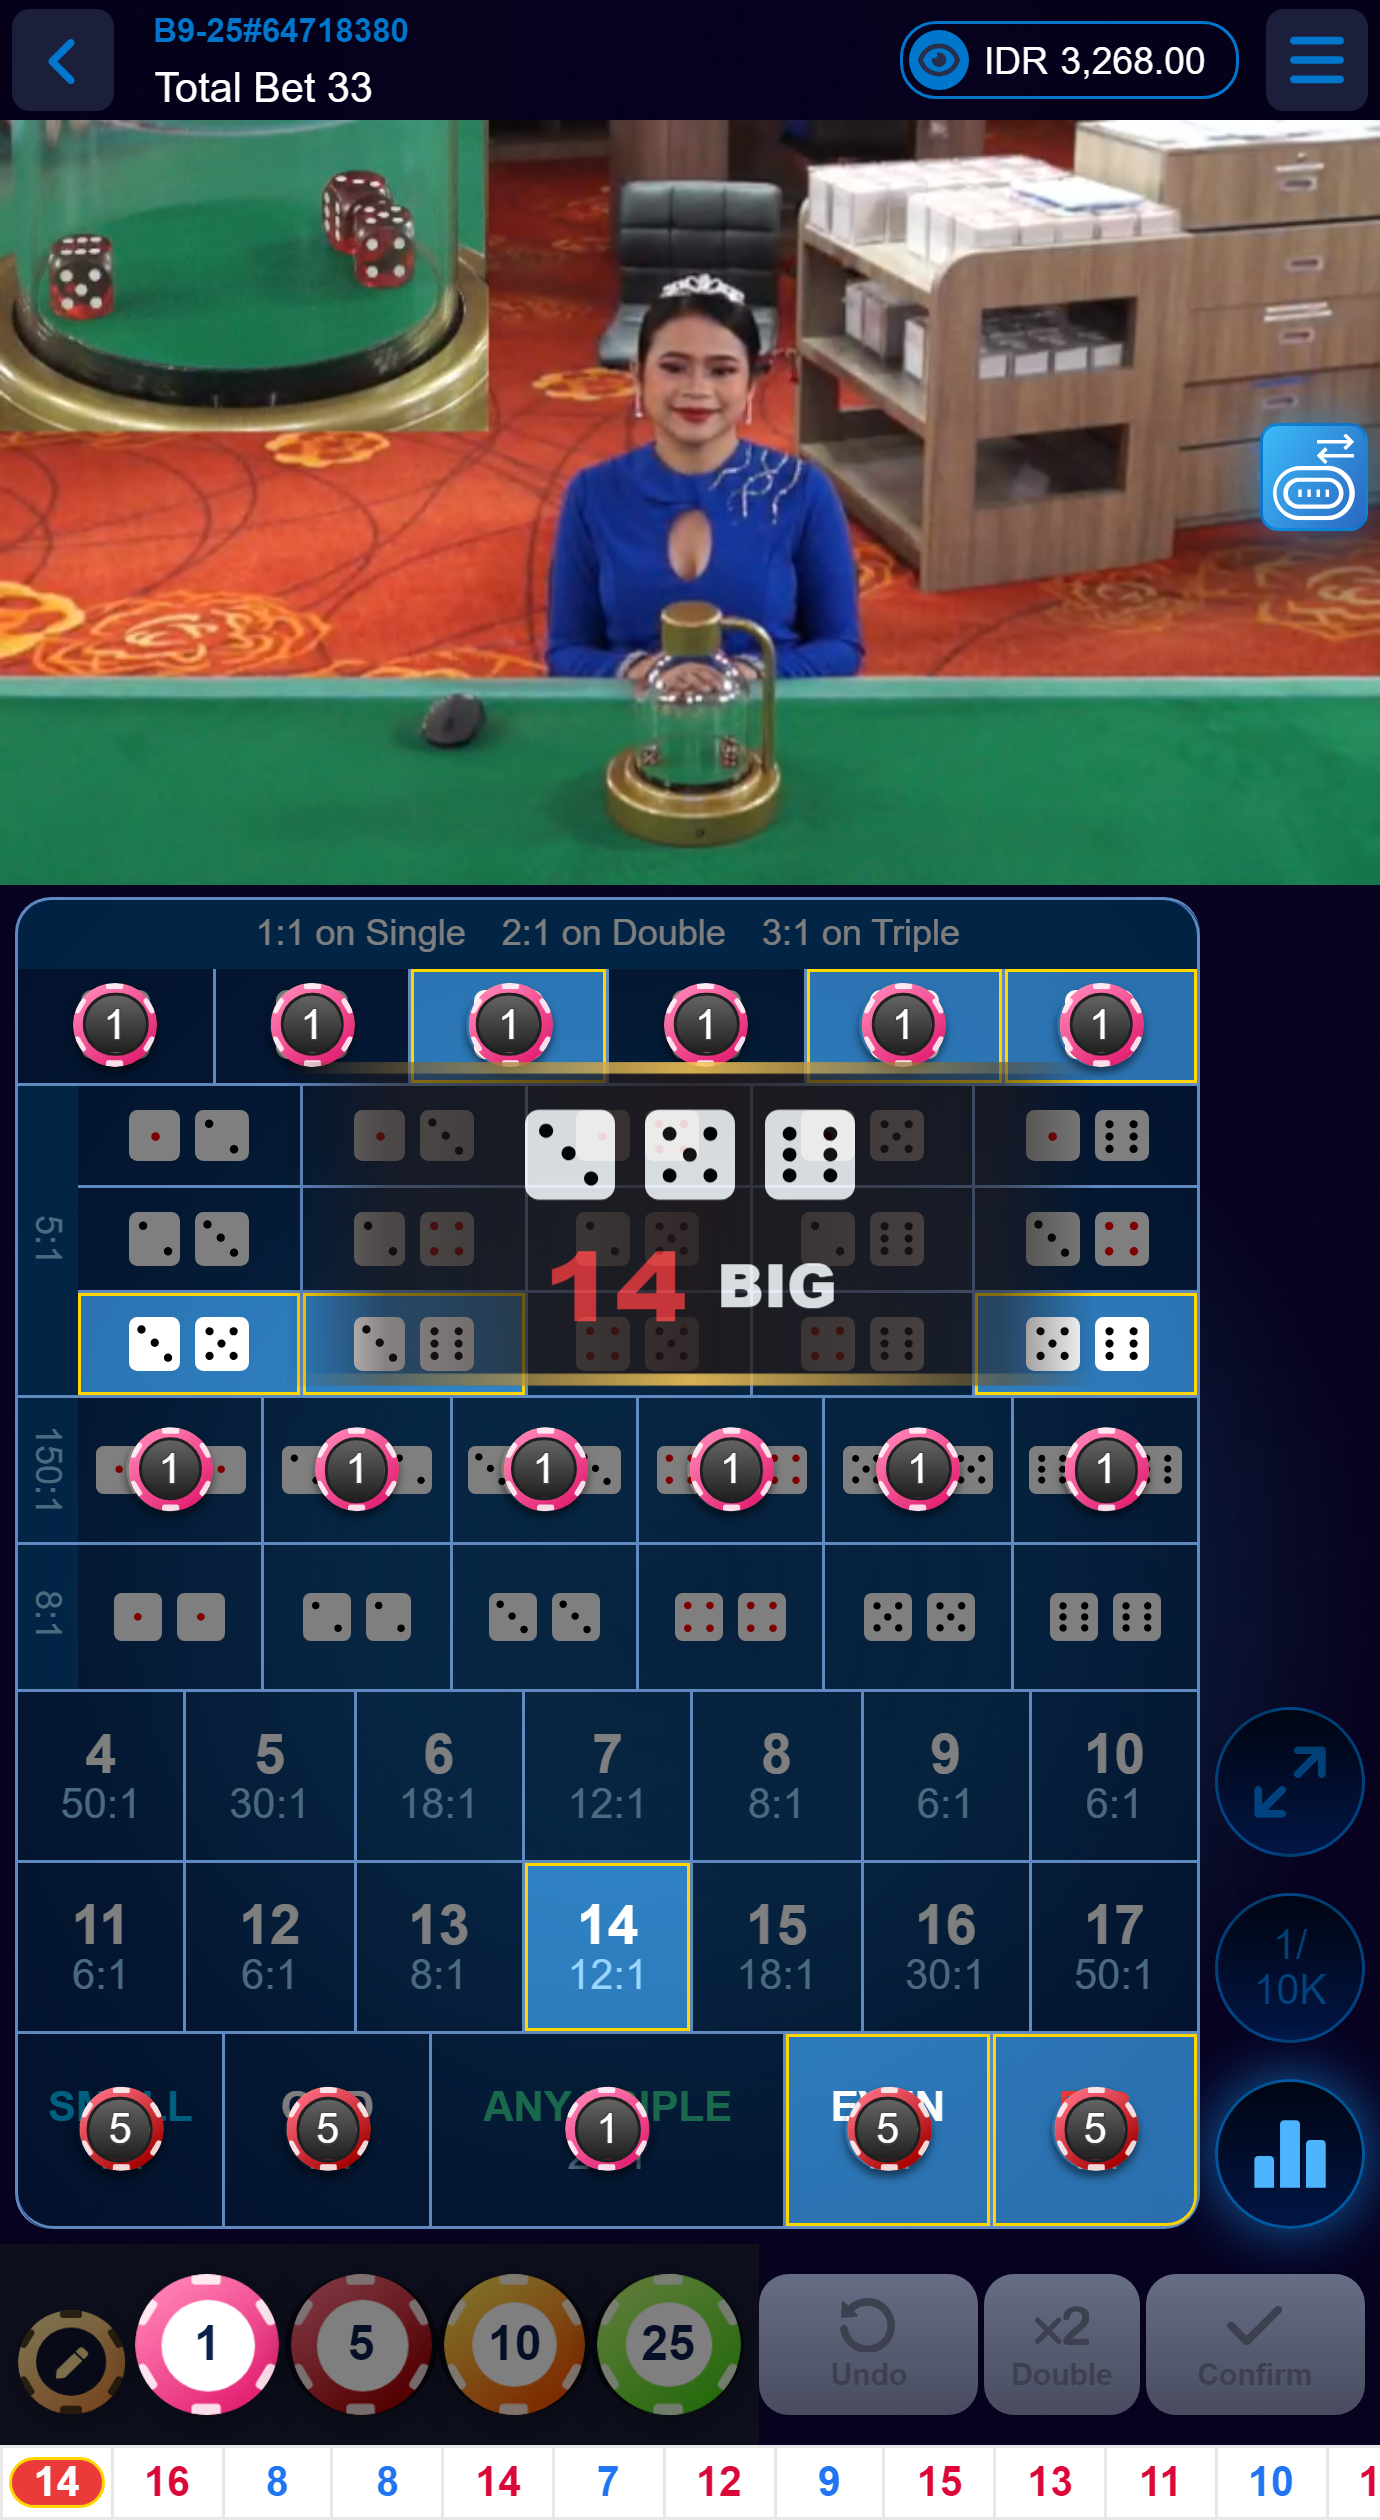 B9-25#64718380
Total Bet 33
IDR 3,268.00
1:1 on Single 2:1 on Double 3:1 on Triple
1 1 1 1 1 1
5:1
14 BIG
150:1
1 1 1 1 1 1
8:1
4 5 6 7 8 9 10
50:1 30:1 18:1 12:1 8:1 6:1 6:1
11 12 13 14 15 16 17
6:1 6:1 8:1 12:1 18:1 30:1 50:1
1/
10K
5 5 1 5 5
1 5 10 25
x2
Undo Double Confirm
14 16 8 8 14 7 12 9 15 13 11 10